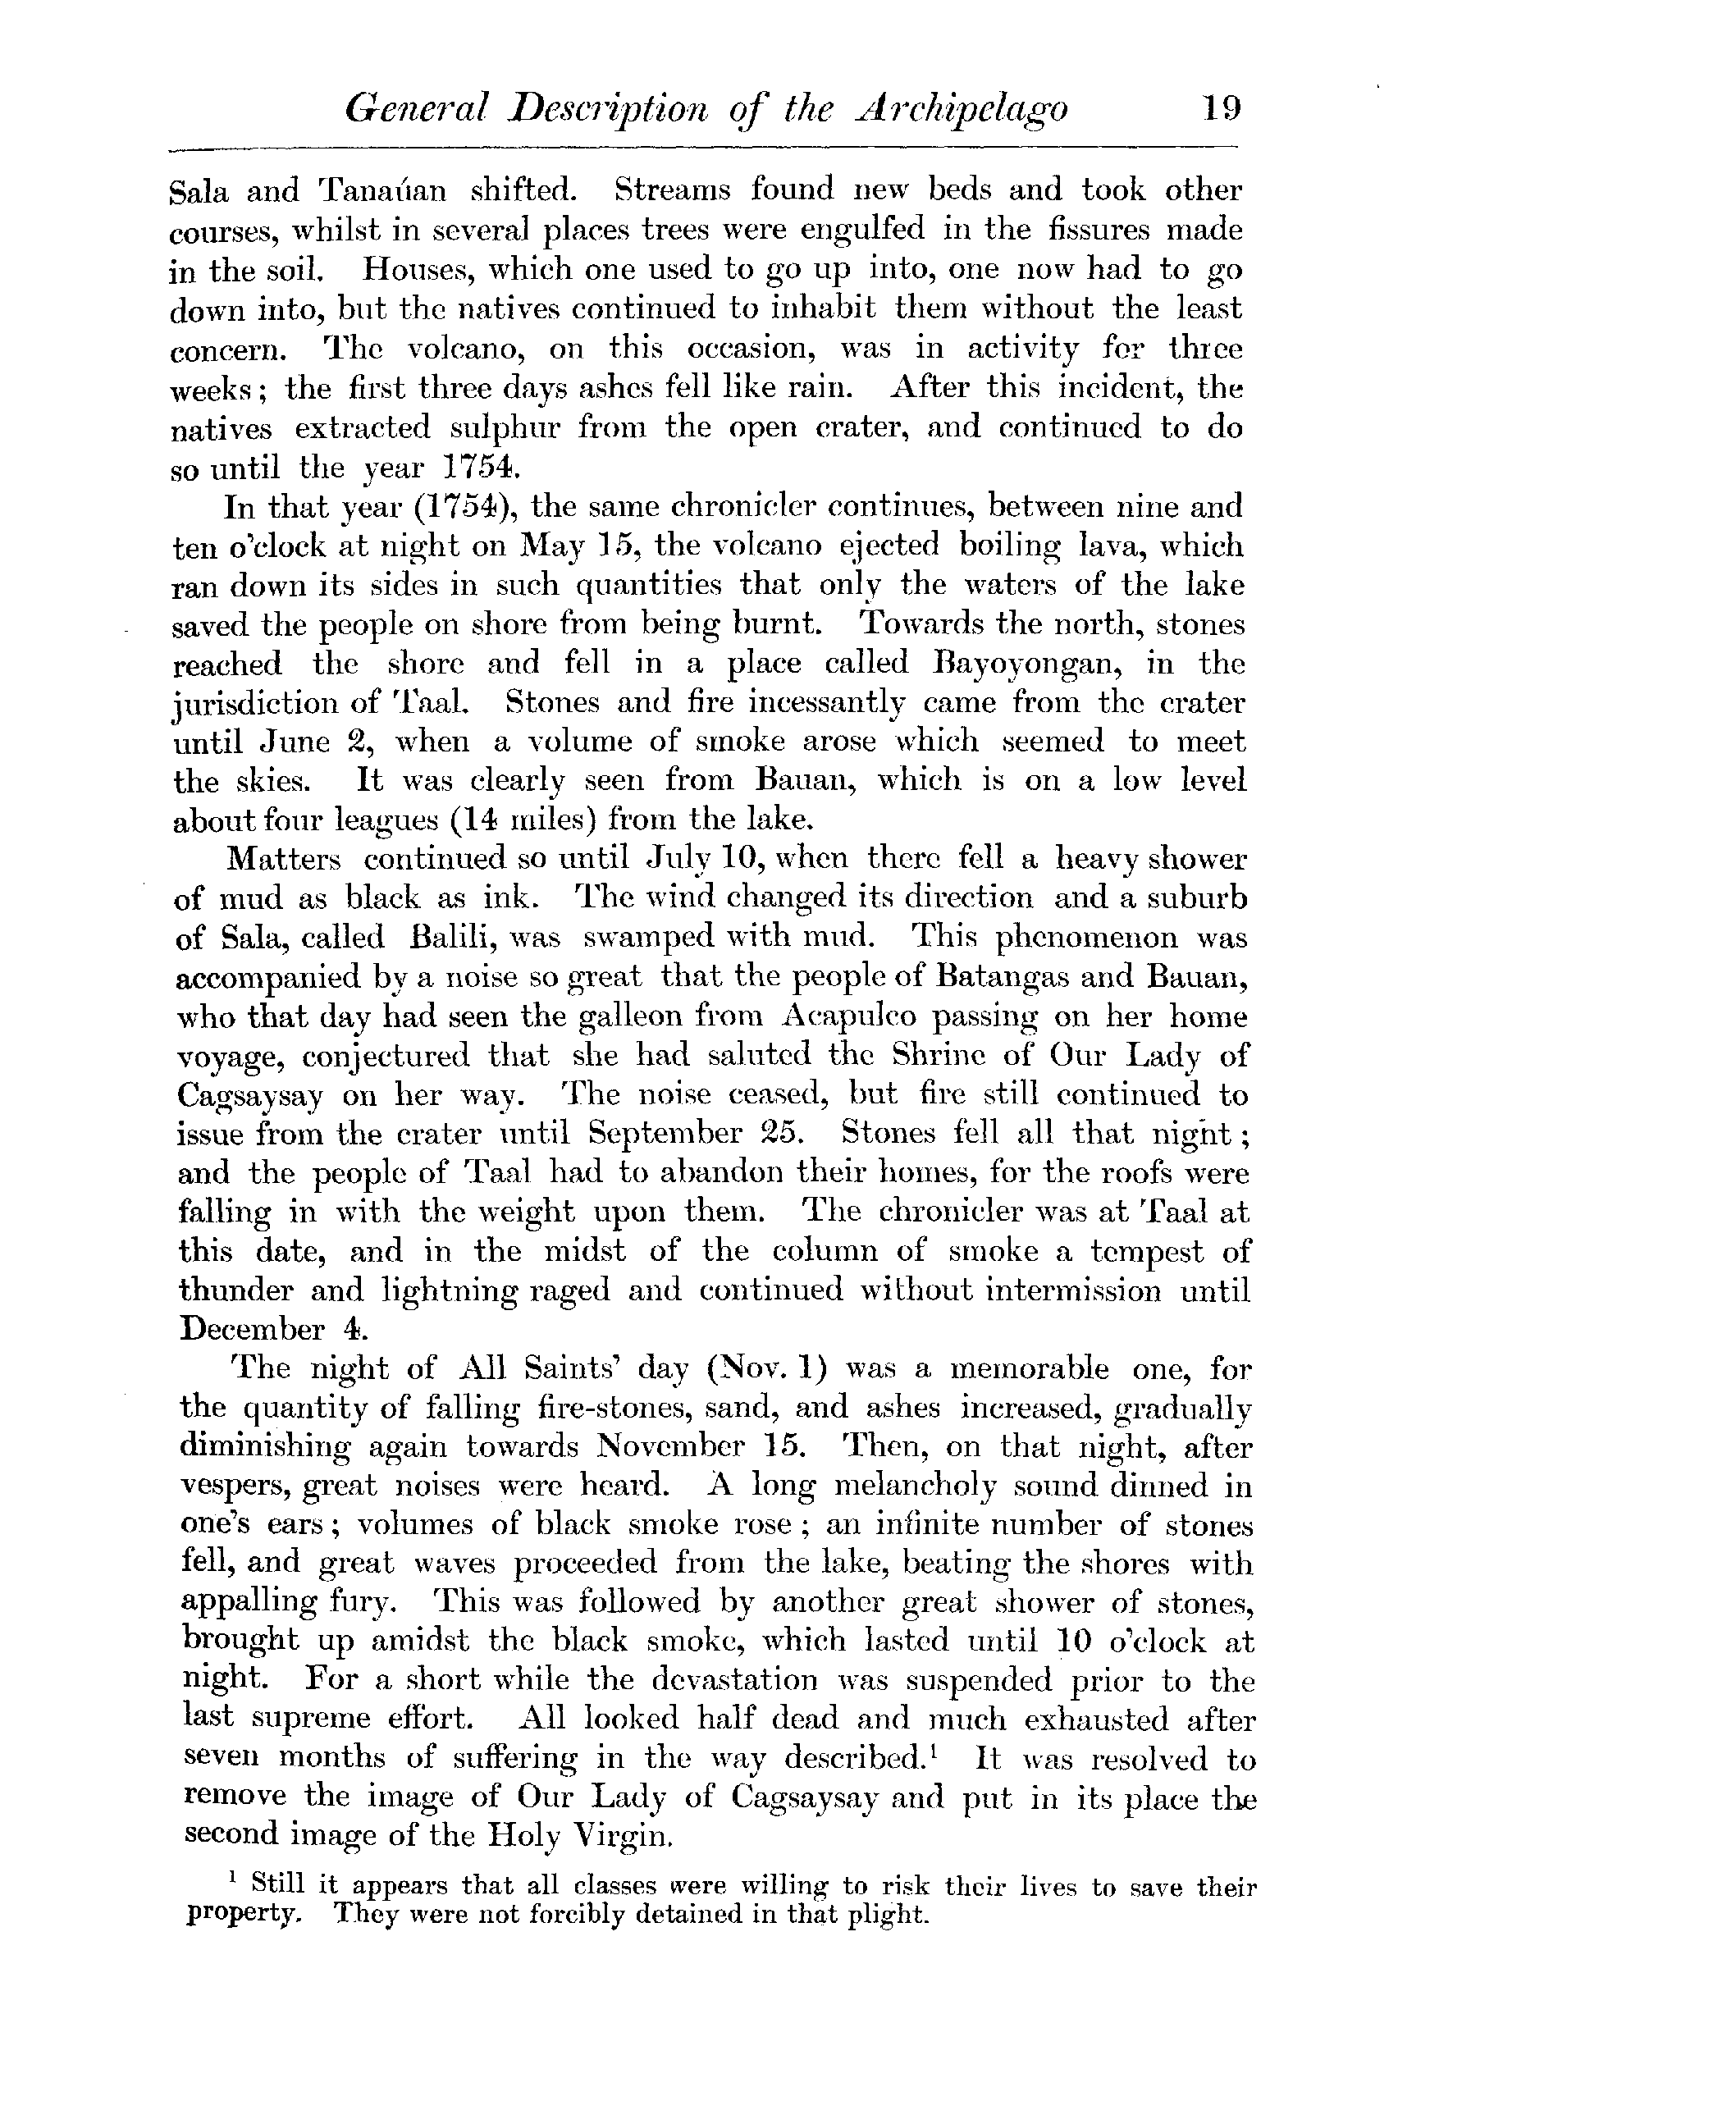 General Description of the Archipelago 19
Sala and Tanaúan shifted. Streams found new beds and took other
courses, whilst in several places trees were engulfed in the fissures made
in the soil. Houses, which one used to go up into, one now had to go
down into, but the natives continued to inhabit them without the least
concern. The volcano, on this occasion, was in activity for three
weeks; the first three days ashes fell like rain. After this incident, the
natives extracted sulphur from the open crater, and continued to do
so until the year 1754.
In that year (1754), the same chronicler continues, between nine and
ten o'clock at night on May 15, the volcano ejected boiling lava, which
ran down its sides in such quantities that only the waters of the lake
saved the people on shore from being burnt. Towards the north, stones
reached the shore and fell in a place called Bayoyongan, in the
jurisdiction of Taal. Stones and fire incessantly came from the crater
until June 2, when a volume of smoke arose which seemed to meet
the skies. It was clearly seen from Bauan, which is on a low level
about four leagues (14 miles) from the lake.
Matters continued so until July 10, when there fell a heavy shower
of mud as black as ink. The wind changed its direction and a suburb
of Sala, called Balili, was swamped with mud. This phenomenon was
accompanied by a noise so great that the people of Batangas and Bauan,
who that day had seen the galleon from Acapulco passing on her home
voyage, conjectured that she had saluted the Shrine of Our Lady of
Cagsaysay on her way. The noise ceased, but fire still continued to
issue from the crater until September 25. Stones fell all that night;
and the people of Taal had to abandon their homes, for the roofs were
falling in with the weight upon them. The chronicler was at Taal at
this date, and in the midst of the column of smoke a tempest of
thunder and lightning raged and continued without intermission until
December 4.
The night of All Saints' day (Nov. 1) was a memorable one, for
the quantity of falling fire-stones, sand, and ashes increased, gradually
diminishing again towards November 15. Then, on that night, after
vespers, great noises were heard. A long melancholy sound dinned in
one's ears; volumes of black smoke rose; an infinite number of stones
fell, and great waves proceeded from the lake, beating the shores with
appalling fury. This was followed by another great shower of stones,
brought up amidst the black smoke, which lasted until 10 o'clock at
night. For a short while the devastation was suspended prior to the
last supreme effort. All looked half dead and much exhausted after
seven months of suffering in the way described.¹ It was resolved to
remove the image of Our Lady of Cagsaysay and put in its place the
second image of the Holy Virgin.
¹ Still it appears that all classes were willing to risk their lives to save their
property. They were not forcibly detained in that plight.